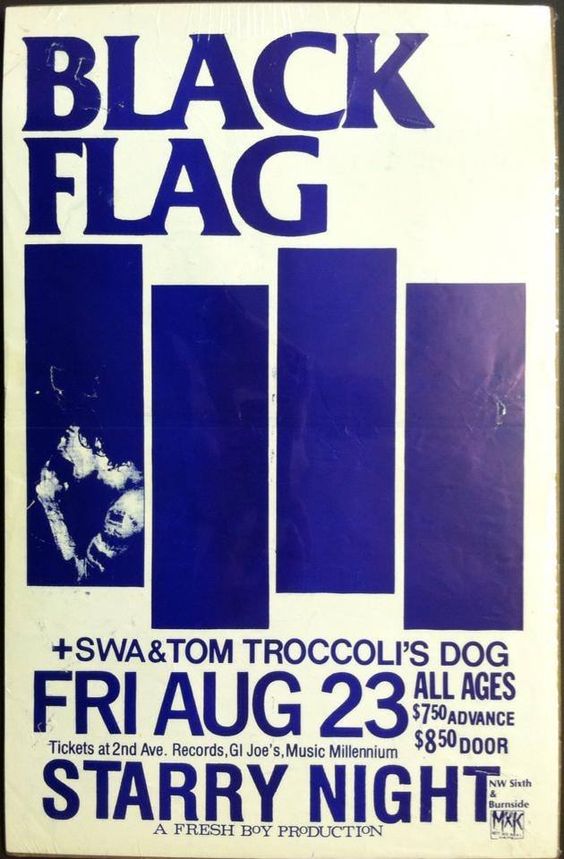 BLACK
FLAG
+SWA&TOM TROCCOLI'S DOG
FRI AUG 23
ALL AGES
$7.50 ADVANCE
$8.50 DOOR
Tickets at 2nd Ave. Records, GI Joe's, Music Millennium
STARRY NIGHT
NW Sixth
&
Burnside
MXK
A FRESH BOY PRODUCTION